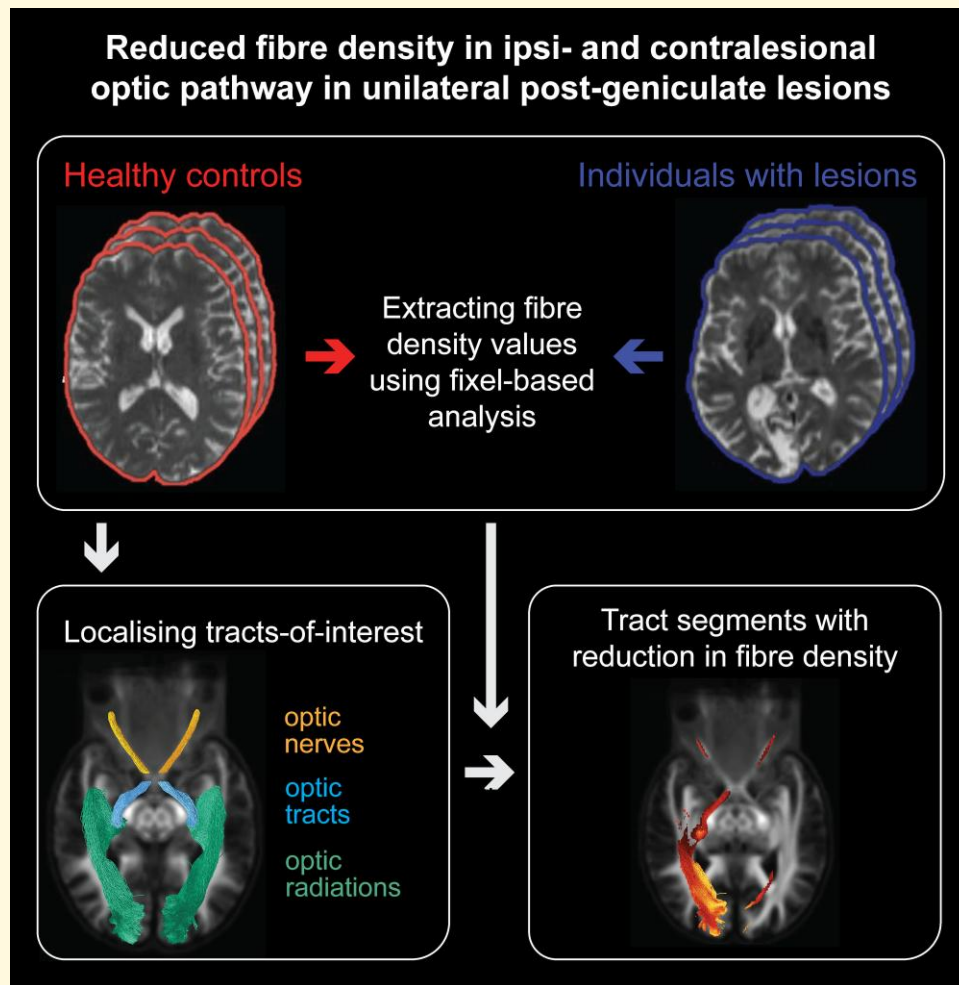 Reduced fibre density in ipsi- and contralesional
optic pathway in unilateral post-geniculate lesions
Healthy controls
Individuals with lesions
Extracting fibre
density values
using fixel-based
analysis
Localising tracts-of-interest
optic
nerves
optic
tracts
optic
radiations
Tract segments with
reduction in fibre density